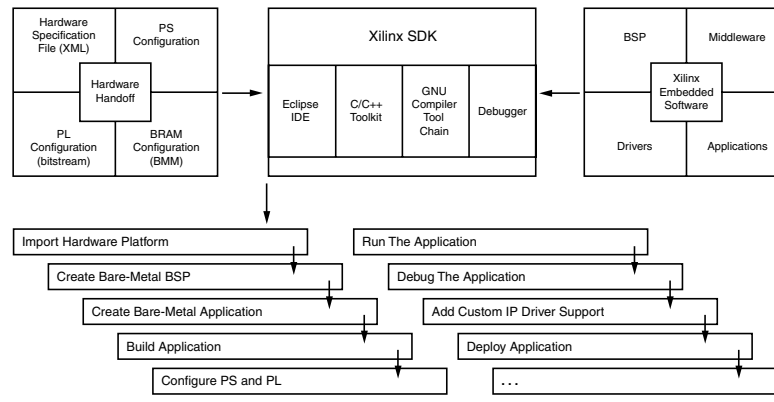 Hardware
Specification
File (XML)
PS
Configuration
Hardware
Handoff
PL
Configuration
(bitstream)
BRAM
Configuration
(BMM)
Xilinx SDK
Eclipse
IDE
C/C++
Toolkit
GNU
Compiler
Tool
Chain
Debugger
BSP
Middleware
Xilinx
Embedded
Software
Drivers
Applications
Import Hardware Platform
Create Bare-Metal BSP
Create Bare-Metal Application
Build Application
Configure PS and PL
Run The Application
Debug The Application
Add Custom IP Driver Support
Deploy Application
...